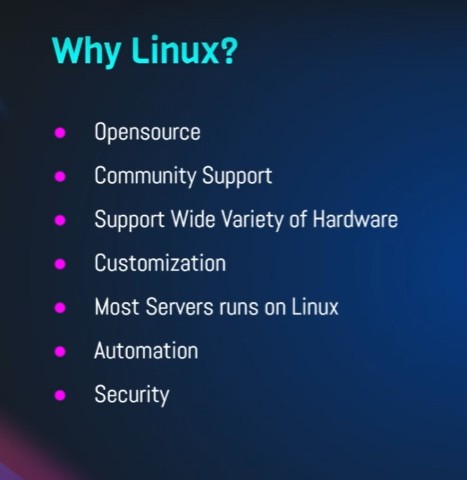 Why Linux?
Opensource
Community Support
Support Wide Variety of Hardware
Customization
Most Servers runs on Linux
Automation
Security